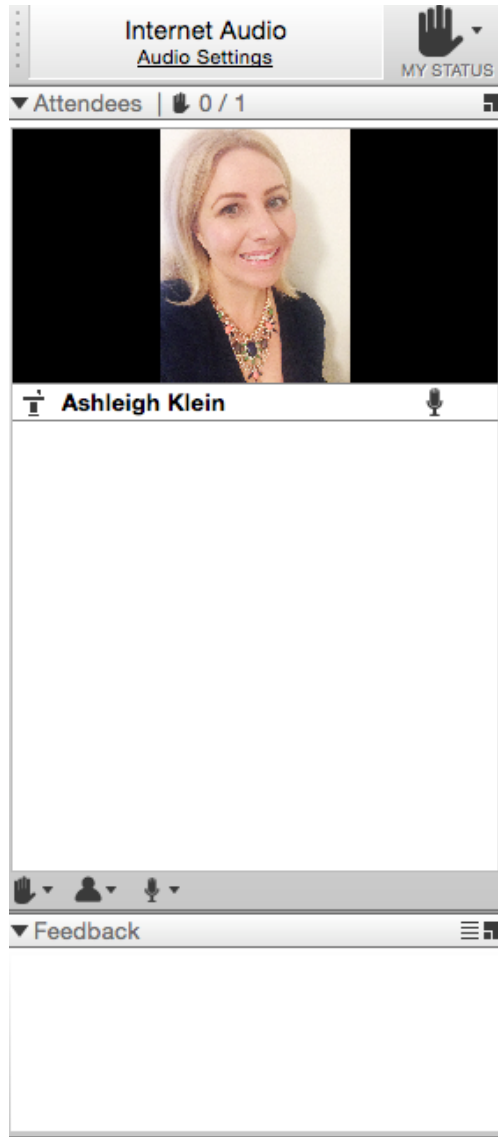 Internet Audio
Audio Settings
MY STATUS
Attendees | 0 / 1
Ashleigh Klein
Feedback